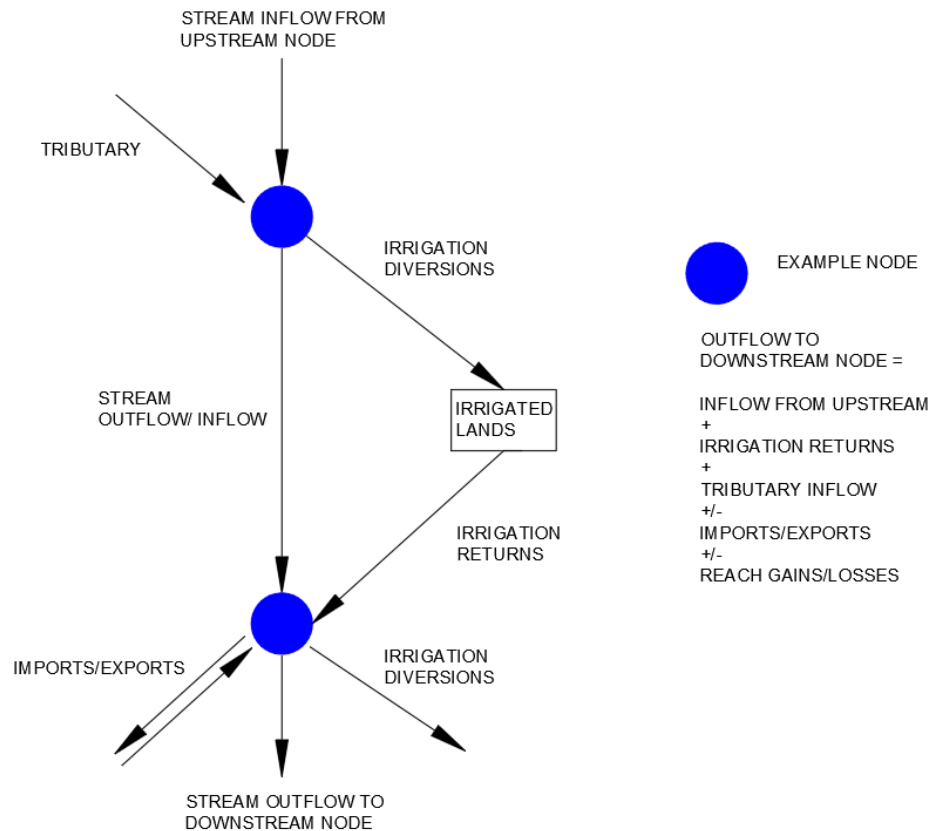 STREAM INFLOW FROM
UPSTREAM NODE
TRIBUTARY
IRRIGATION
DIVERSIONS
EXAMPLE NODE
OUTFLOW TO
DOWNSTREAM NODE =
STREAM
OUTFLOW/ INFLOW
IRRIGATED
LANDS
INFLOW FROM UPSTREAM
+
IRRIGATION RETURNS
+
TRIBUTARY INFLOW
+/-
IMPORTS/EXPORTS
+/-
REACH GAINS/LOSSES
IRRIGATION
RETURNS
IMPORTS/EXPORTS
IRRIGATION
DIVERSIONS
STREAM OUTFLOW TO
DOWNSTREAM NODE